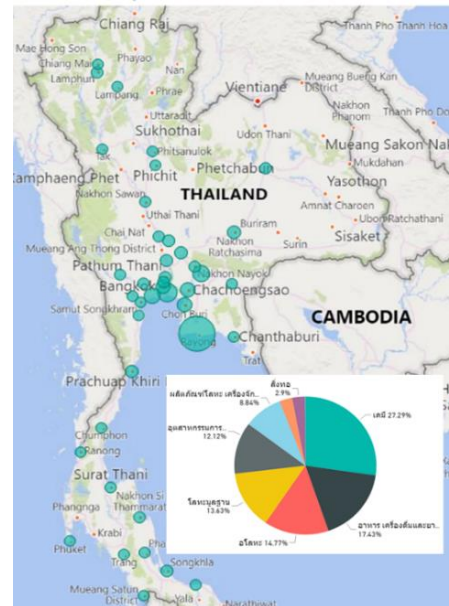 Chiang Rai
Thanh Pho Thanh Hoa
Mae Hong Son
Phayao
Chiang Mai
Nan
Lamphun
Vientiane
Mueang Bueng Kan
District
Lampang
Phrae
Uttaradit
Nakhon
Phanom
Sukhothai
Udon Thani
Mueang Sakon Nak
Tak
Phitsanulok
Mukdahan
Kamphaeng Phet
Phichit
Phetchabun
Yasothon
Nakhon Sawan
THAILAND
Amnat Charoen
Uthai Thani
Buriram
Ubon Ratchathani
Chai Nat
Sisaket
Mueang Ang Thong District
Nakhon
Ratchasima
Surin
Pathum Thani
Nakhon Nayok
Bangkok
Chachoengsao
Samut Songkhram
Chon Buri
CAMBODIA
Rayong
Chanthaburi
Trat
Prachuap Khiri
สิ่งทอ
2.9%
ผลิตภัณฑ์โลหะ เครื่องจัก...
8.84%
เคมี 27.29%
อุตสาหกรรมการ...
12.12%
Chumphon
Ranong
โลหะมูลฐาน
13.63%
อาหาร เครื่องดื่มและยา...
17.43%
อโลหะ 14.77%
Surat Thani
Nakhon Si
Thammarat
Phangnga
Krabi
Phuket
Trang
Songkhla
Mueang Satun
District
Yala
Narathiwat